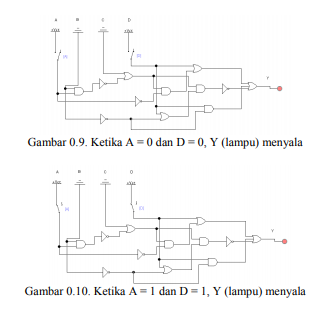 A B C D
Y
Gambar 0.9. Ketika A = 0 dan D = 0, Y (lampu) menyala
A B C D
Y
Gambar 0.10. Ketika A = 1 dan D = 1, Y (lampu) menyala